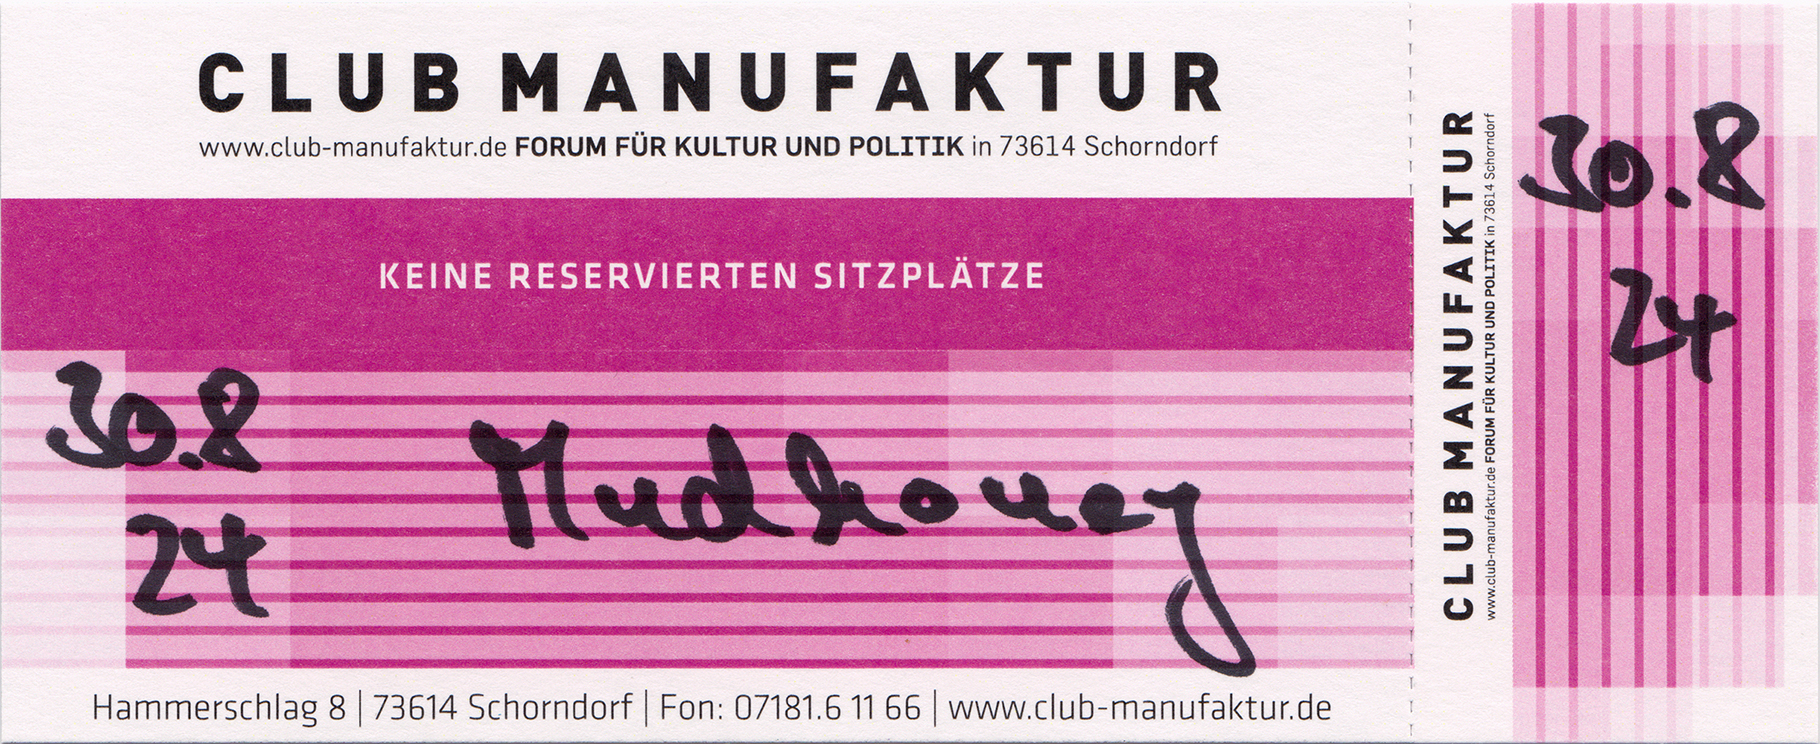 CLUB MANUFAKTUR
www.club-manufaktur.de FORUM FÜR KULTUR UND POLITIK in 73614 Schorndorf
KEINE RESERVIERTEN SITZPLÄTZE
30.8
24
Mudhoney
Hammerschlag 8 | 73614 Schorndorf | Fon: 07181.6 11 66 | www.club-manufaktur.de
CLUB MANUFAKTUR
www.club-manufaktur.de FORUM FÜR KULTUR UND POLITIK in 73614 Schorndorf
30.8
24